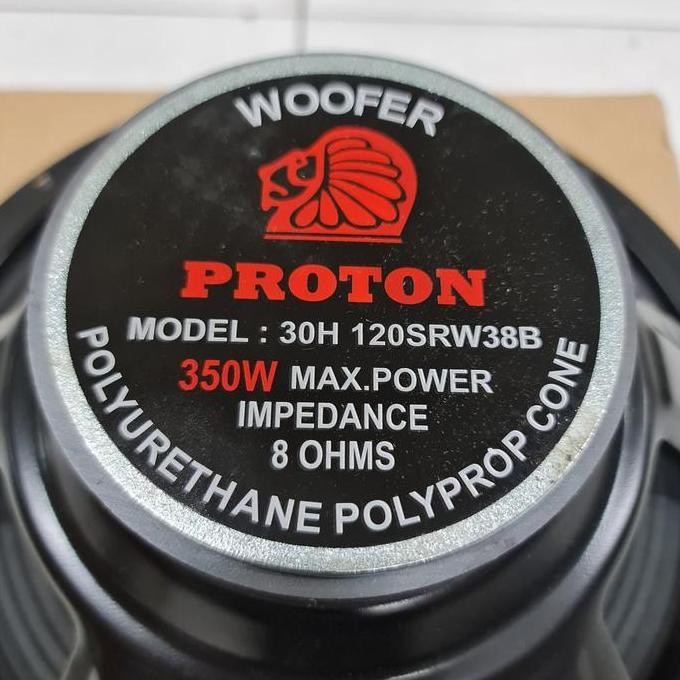 WOOFER
PROTON
MODEL : 30H 120SRW38B
350W MAX.POWER
IMPEDANCE
8 OHMS
POLYURETHANE POLYPROP CONE